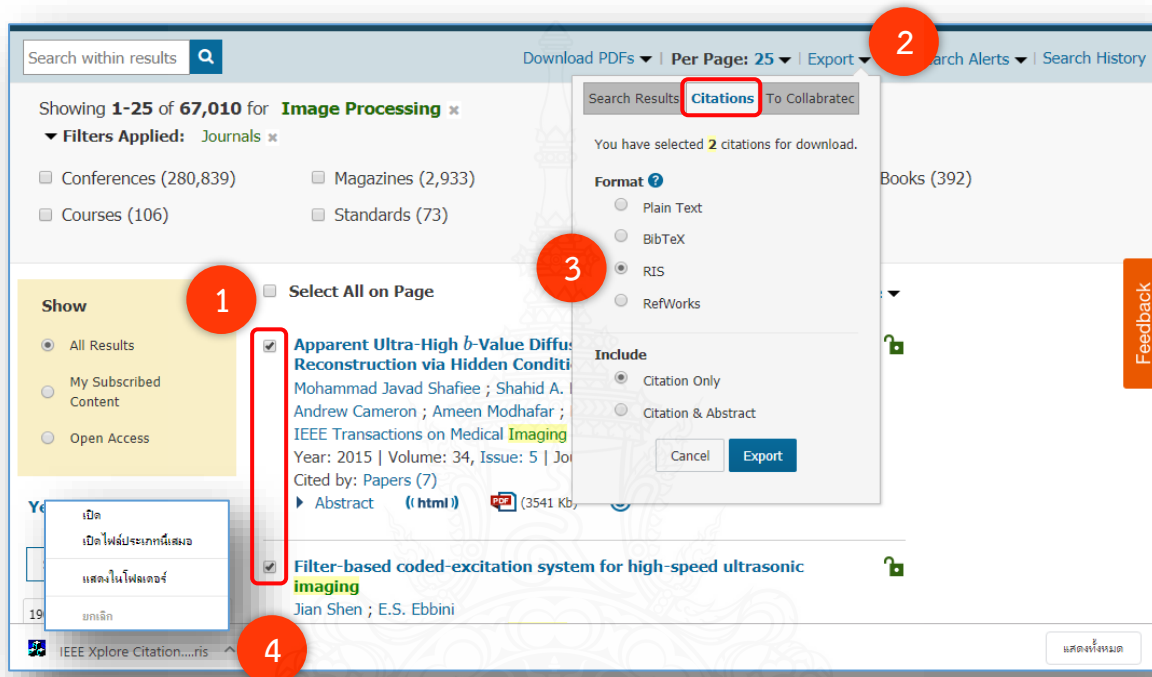 Search within results
Download PDFs | Per Page: 25 | Export
2
arch Alerts | Search History
Showing 1-25 of 67,010 for Image Processing ×
Filters Applied: Journals ×
Conferences (280,839)
Magazines (2,933)
Books (392)
Courses (106)
Standards (73)
Search Results Citations To Collabratec
You have selected 2 citations for download.
Format ?
Plain Text
BibTeX
3
RIS
RefWorks
Include
Citation Only
Citation & Abstract
Cancel Export
Feedback
1
Select All on Page
Show
All Results
My Subscribed
Content
Open Access
Apparent Ultra-High b-Value Diffus
Reconstruction via Hidden Conditi
Mohammad Javad Shafiee ; Shahid A.
Andrew Cameron ; Ameen Modhafar ;
IEEE Transactions on Medical Imaging
Year: 2015 | Volume: 34, Issue: 5 | Jo
Cited by: Papers (7)
Abstract ((html)) PDF (3541 Kb)
Filter-based coded-excitation system for high-speed ultrasonic
imaging
Jian Shen ; E.S. Ebbini
Ye
เปิด
เปิดไฟล์ประเภทนี้เสมอ
แสดงในโฟลเดอร์
ยกเลิก
19
IEEE Xplore Citation....ris
4
แสดงทั้งหมด